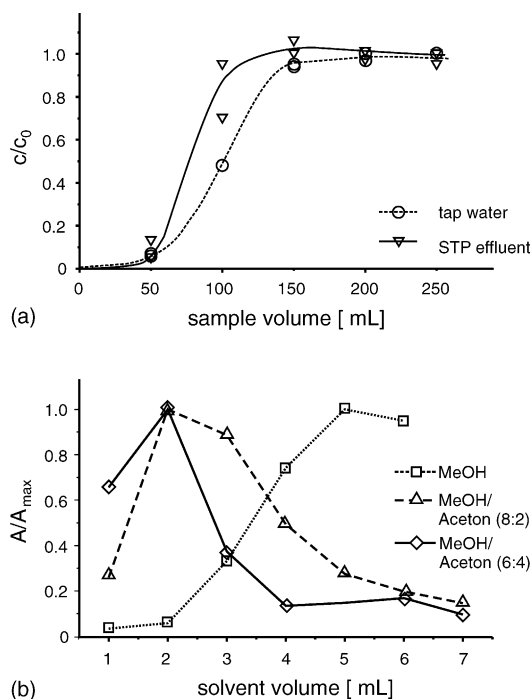 1.0
0.8
0.6
0.4
0.2
0
c/c0
0 50 100 150 200 250
tap water
STP effluent
(a)
sample volume [ mL]
1.0
0.8
0.6
0.4
0.2
0
A/Amax
MeOH
MeOH/
Aceton (8:2)
MeOH/
Aceton (6:4)
1 2 3 4 5 6 7
(b)
solvent volume [ mL]